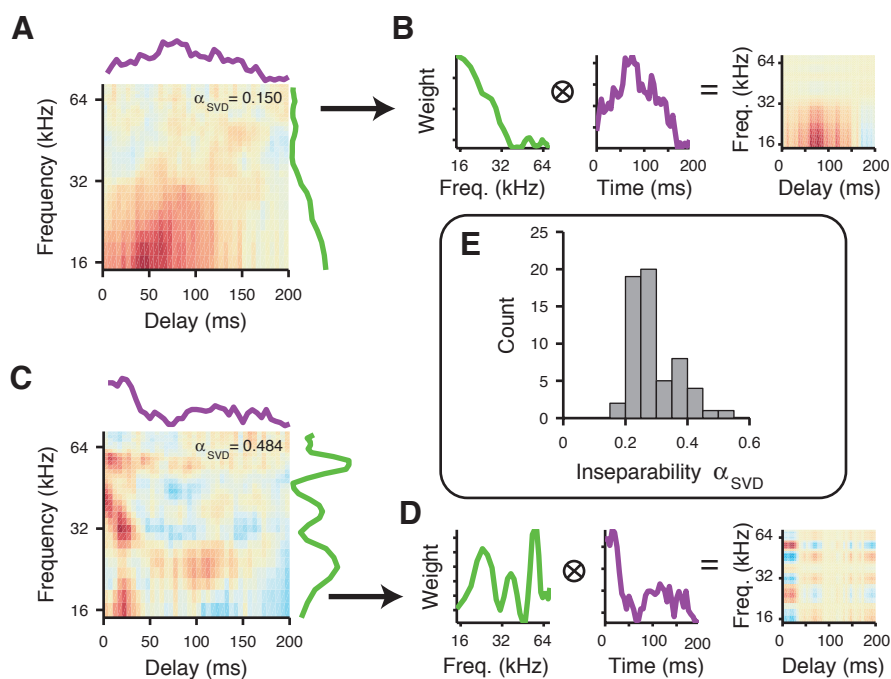 A
Frequency (kHz)
64
32
16
α SVD = 0.150
0 50 100 150 200
Delay (ms)
B
Weight
16 32 64
Freq. (kHz)
⊗
0 100 200
Time (ms)
=
Freq. (kHz)
64
32
16
0 100 200
Delay (ms)
E
Count
25
20
15
10
5
0
0 0.2 0.4 0.6
Inseparability α SVD
C
Frequency (kHz)
64
32
16
α SVD = 0.484
0 50 100 150 200
Delay (ms)
D
Weight
16 32 64
Freq. (kHz)
⊗
0 100 200
Time (ms)
=
Freq. (kHz)
64
32
16
0 100 200
Delay (ms)